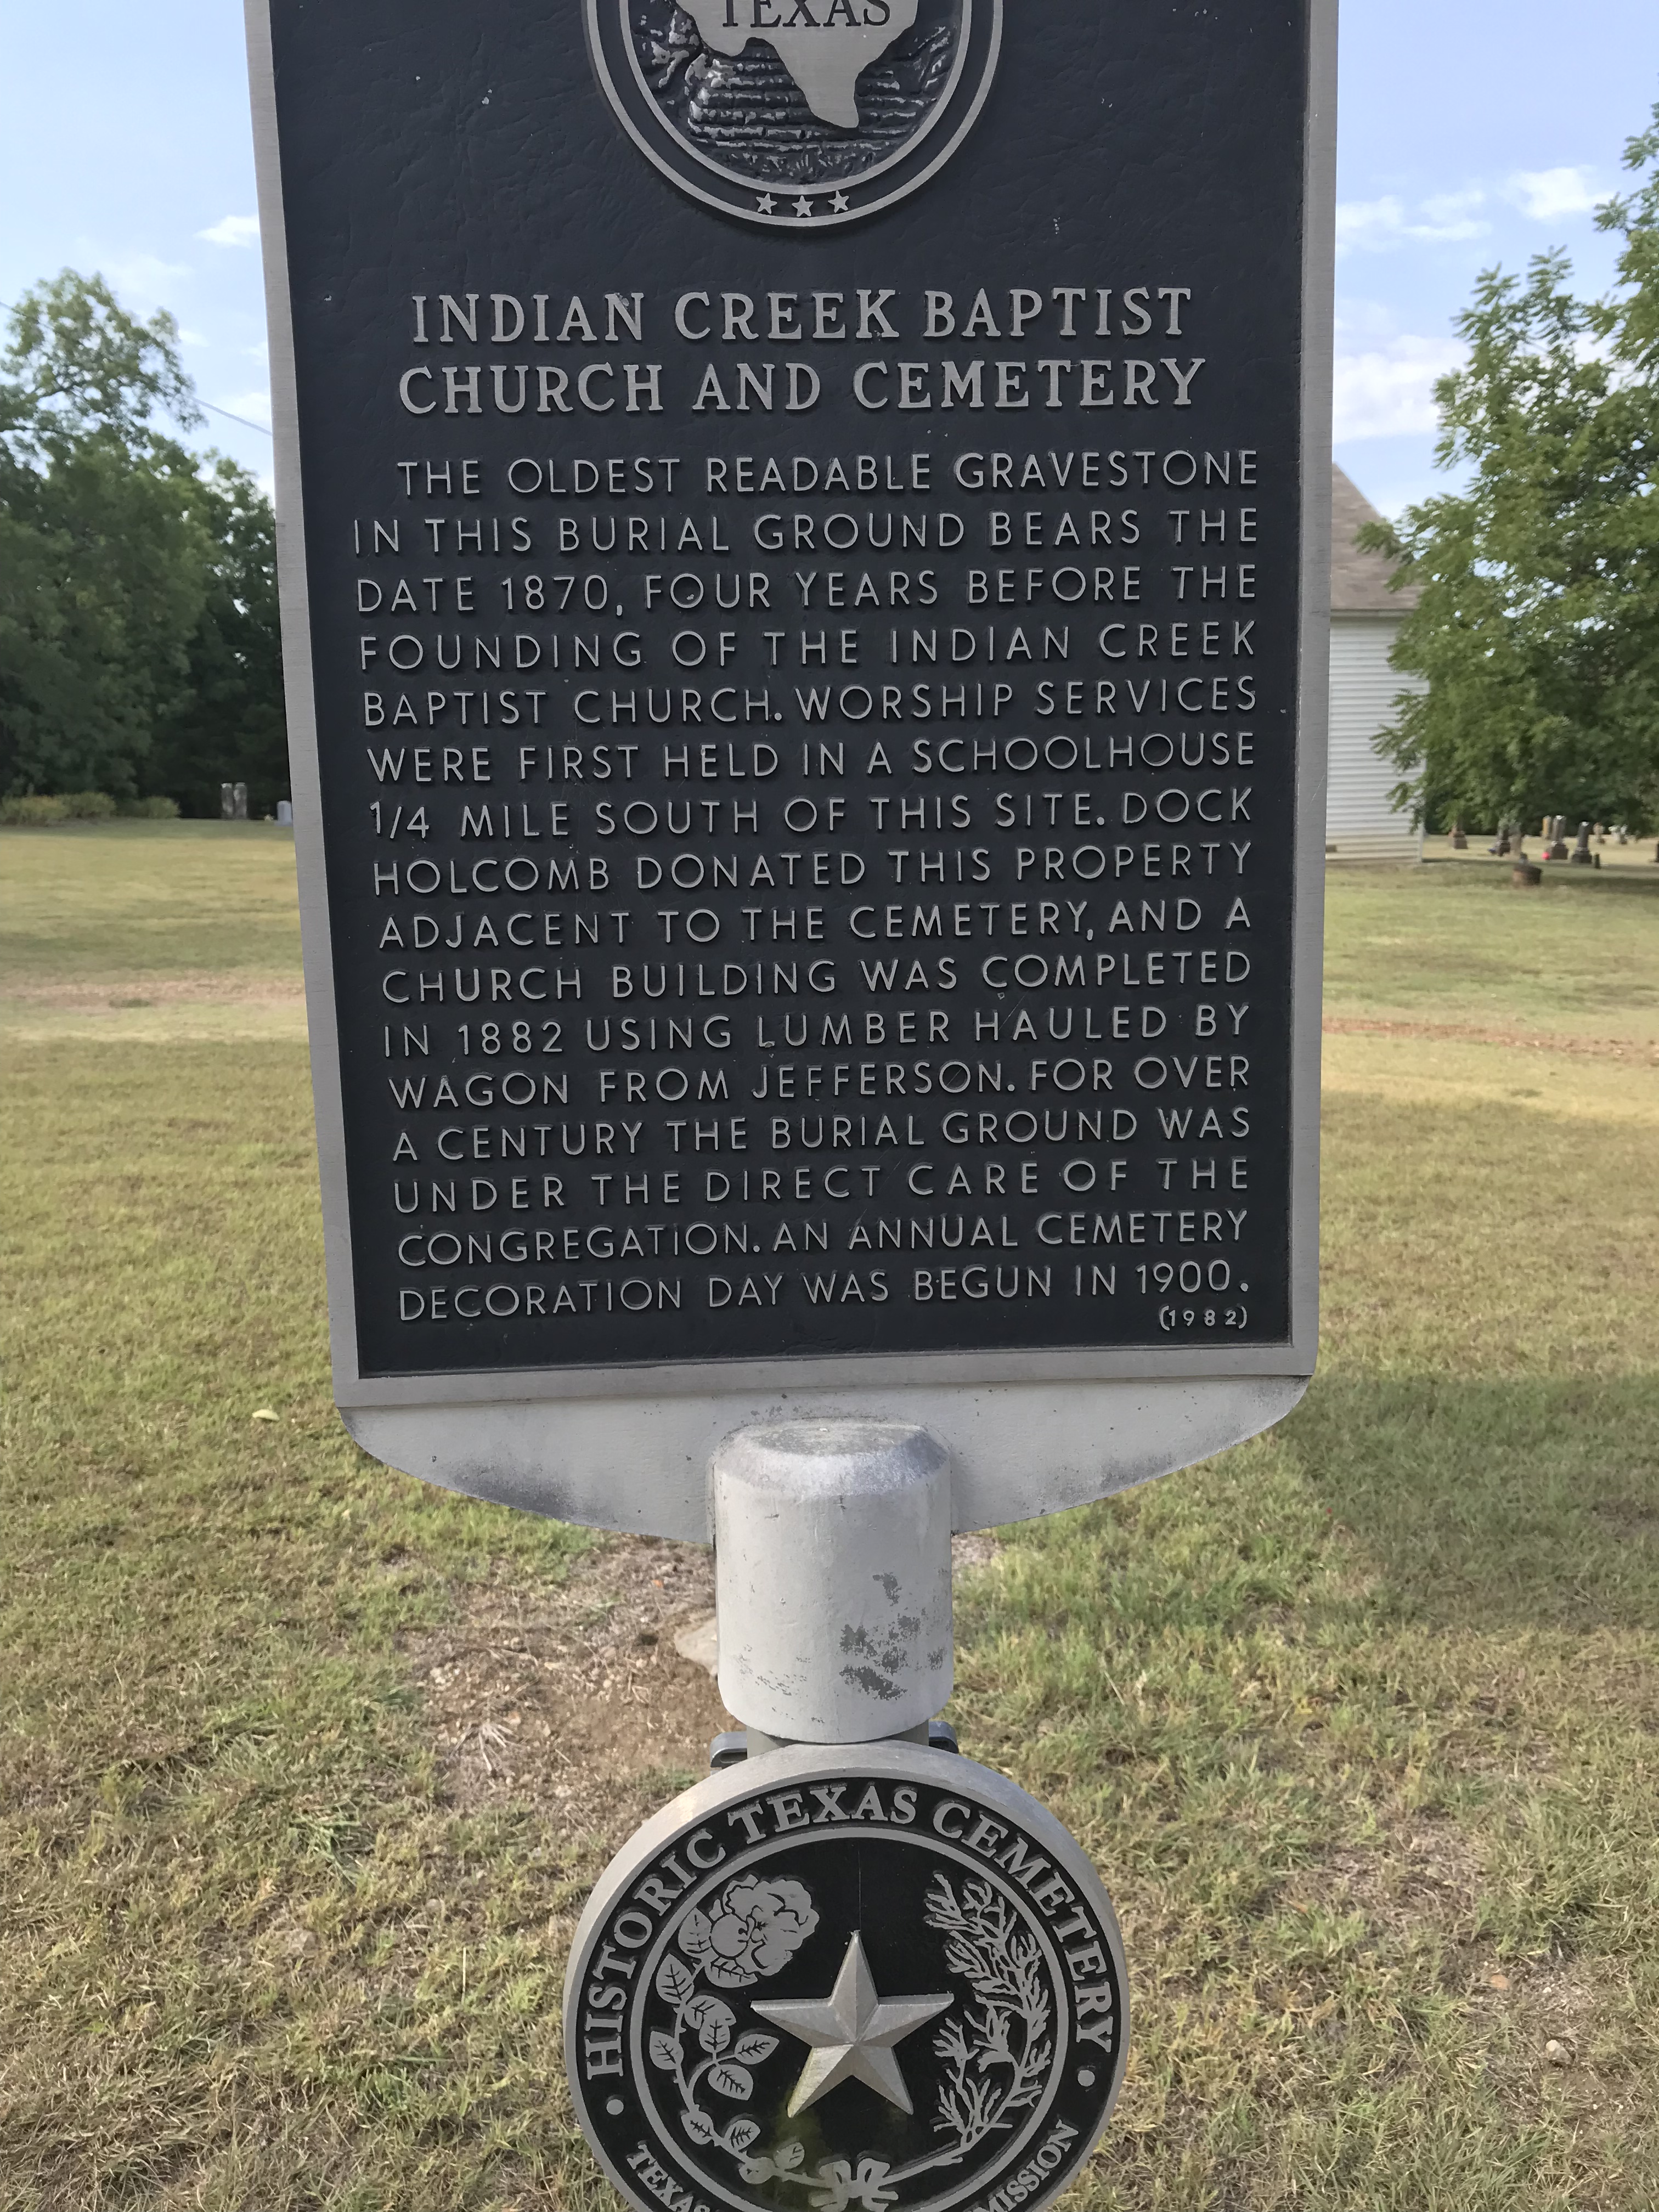 TEXAS
INDIAN CREEK BAPTIST
CHURCH AND CEMETERY
THE OLDEST READABLE GRAVESTONE
IN THIS BURIAL GROUND BEARS THE
DATE 1870, FOUR YEARS BEFORE THE
FOUNDING OF THE INDIAN CREEK
BAPTIST CHURCH. WORSHIP SERVICES
WERE FIRST HELD IN A SCHOOLHOUSE
1/4 MILE SOUTH OF THIS SITE. DOCK
HOLCOMB DONATED THIS PROPERTY
ADJACENT TO THE CEMETERY, AND A
CHURCH BUILDING WAS COMPLETED
IN 1882 USING LUMBER HAULED BY
WAGON FROM JEFFERSON. FOR OVER
A CENTURY THE BURIAL GROUND WAS
UNDER THE DIRECT CARE OF THE
CONGREGATION. AN ANNUAL CEMETERY
DECORATION DAY WAS BEGUN IN 1900.
(1982)
• HISTORIC TEXAS CEMETERY •
TEXAS